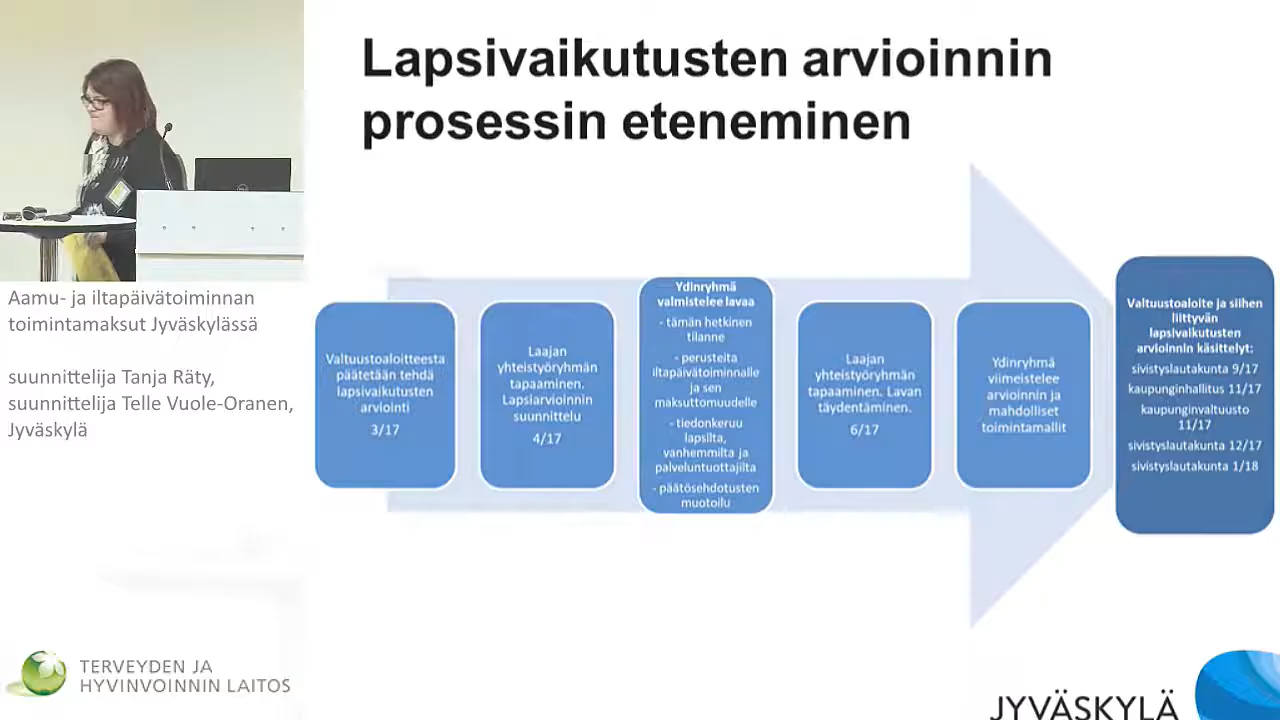 Lapsivaikutusten arvioinnin
prosessin eteneminen
Aamu- ja iltapäivätoiminnan
toimintamaksut Jyväskylässä
suunnittelija Tanja Räty,
suunnittelija Telle Vuole-Oranen,
Jyväskylä
Valtuustoaloitteesta
päätetään tehdä
lapsivaikutusten
arviointi
3/17
Laajan
yhteistyöryhmän
tapaaminen.
Lapsiarvioinnin
suunnittelu
4/17
Ydinryhmä
valmistelee lavaa
- tämän hetkinen
tilanne
- perusteita
iltapäivätoiminnalle
ja sen
maksuttomuudelle
- tiedonkeruu
lapsilta,
vanhemmilta ja
palveluntuottajilta
- päätösehdotusten
muotoilu
Laajan
yhteistyöryhmän
tapaaminen. Lavan
täydentäminen.
6/17
Ydinryhmä
viimeistelee
arvioinnin ja
mahdolliset
toimintamallit
Valtuustoaloite ja siihen
liittyvän
lapsivaikutusten
arvioinnin käsittelyt:
sivistyslautakunta 9/17
kaupunginhallitus 11/17
kaupunginvaltuusto
11/17
sivistyslautakunta 12/17
sivistyslautakunta 1/18
TERVEYDEN JA
HYVINVOINNIN LAITOS
JYVÄSKYLÄ